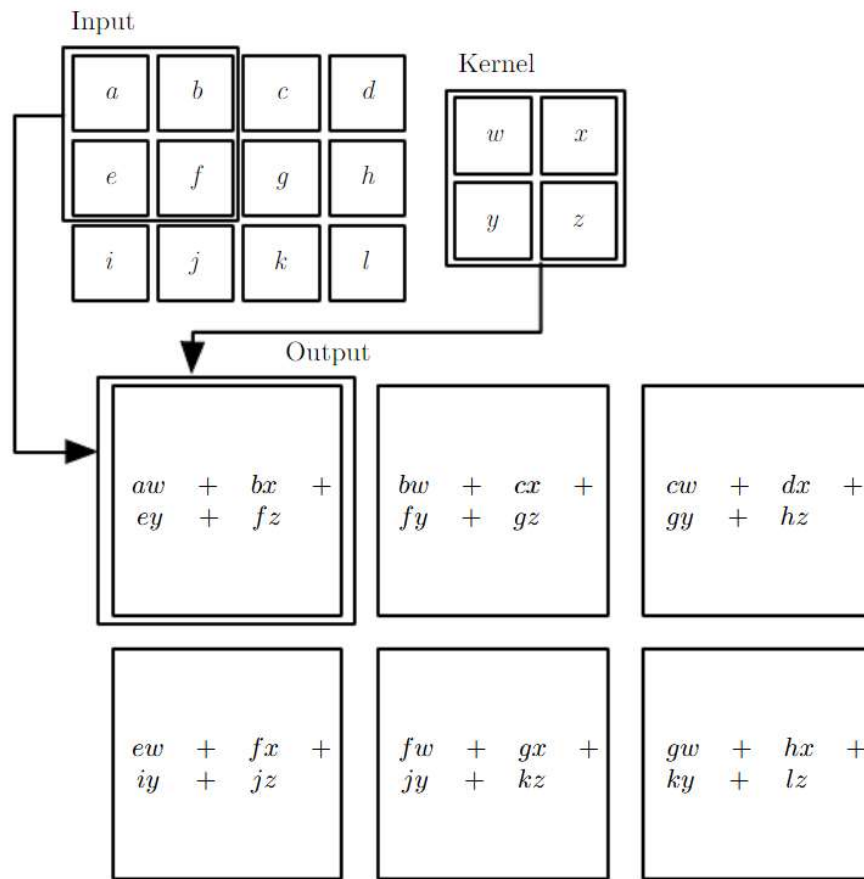 Input
Kernel
a b c d
w x
e f g h
y z
i j k l
Output
aw + bx + bw + cx + cw + dx +
ey + fz fy + gz gy + hz
ew + fx + fw + gx + gw + hx +
iy + jz jy + kz ky + lz